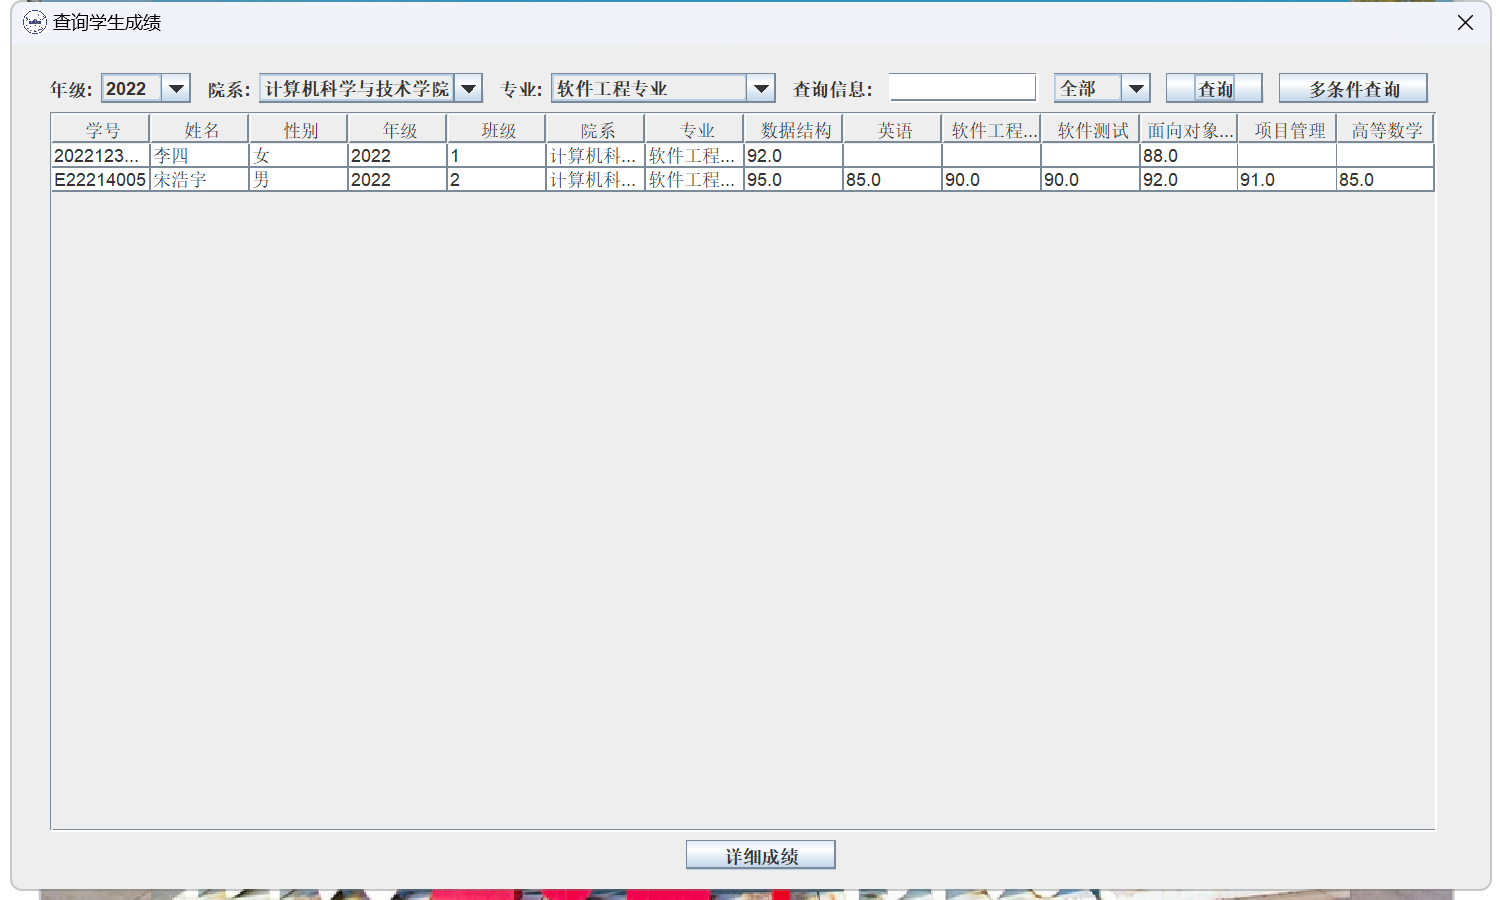 查询学生成绩
年级: 2022 院系: 计算机科学与技术学院 专业: 软件工程专业 查询信息: 全部 查询 多条件查询
学号 姓名 性别 年级 班级 院系 专业 数据结构 英语 软件工程... 软件测试 面向对象... 项目管理 高等数学
2022123... 李四 女 2022 1 计算机科... 软件工程... 92.0 88.0
E22214005 宋浩宇 男 2022 2 计算机科... 软件工程... 95.0 85.0 90.0 90.0 92.0 91.0 85.0
详细成绩